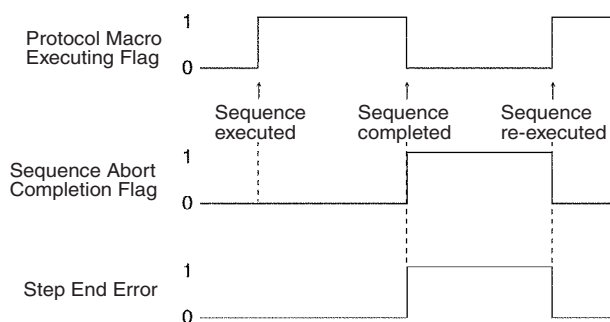 Protocol Macro
Executing Flag
1
0
Sequence
executed
Sequence
completed
Sequence
re-executed
Sequence Abort
Completion Flag
1
0
Step End Error
1
0